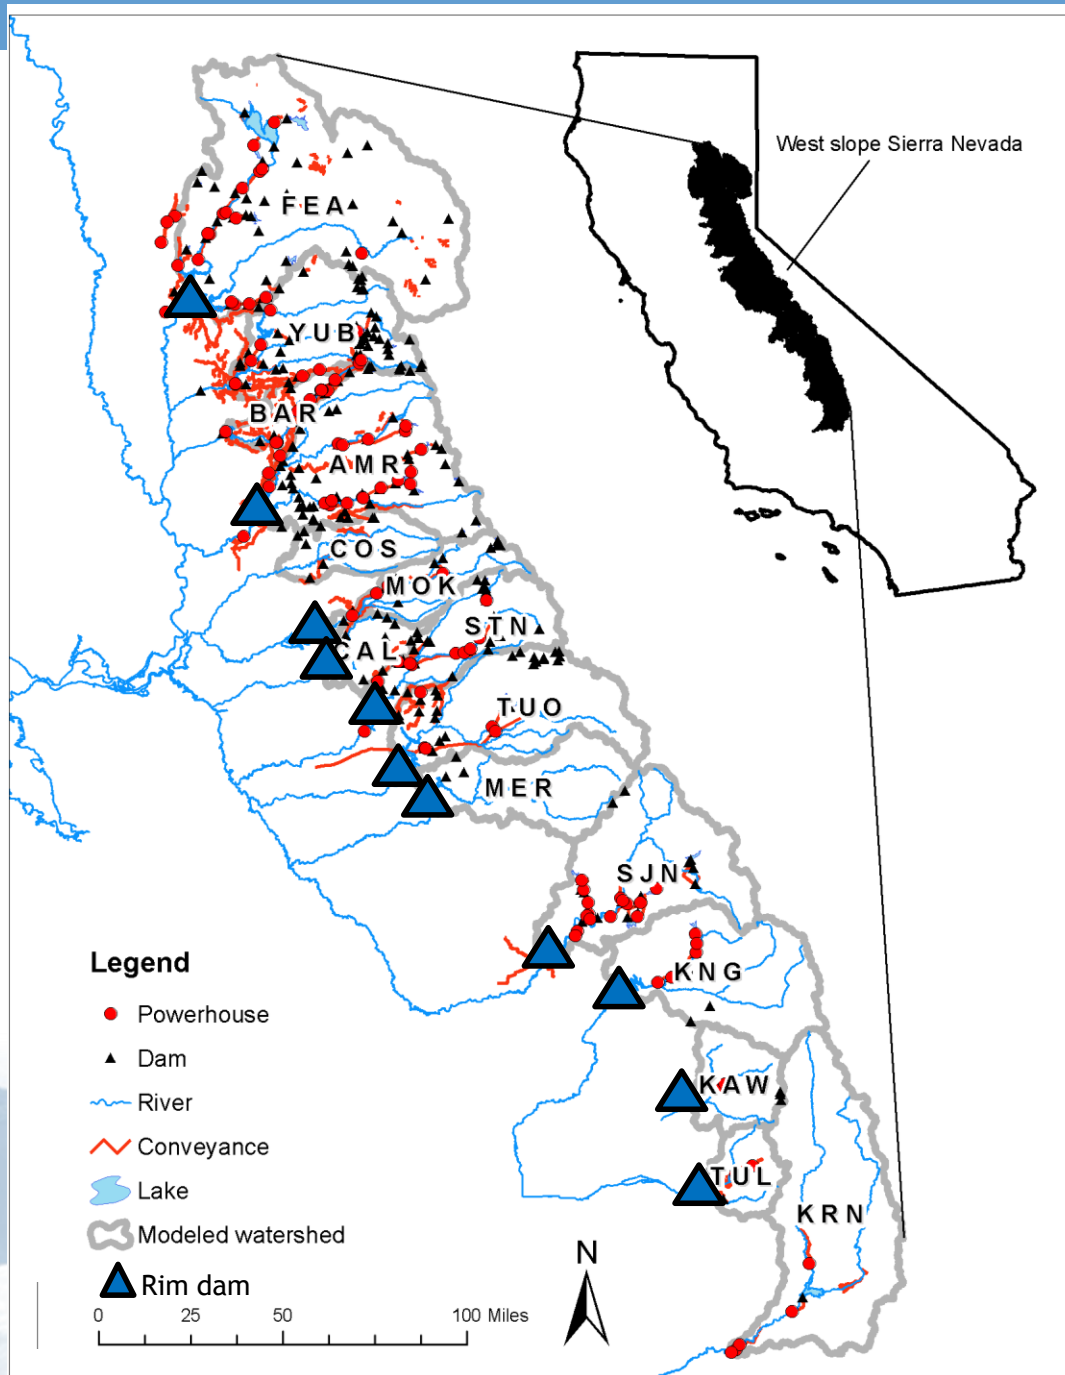 West slope Sierra Nevada
FEA
YUB
BAR
AMR
COS
MOK
STN
CAL
TUO
MER
SJN
KNG
KAW
TUL
KRN
Legend
Powerhouse
Dam
River
Conveyance
Lake
Modeled watershed
Rim dam
0 25 50 100 Miles
N